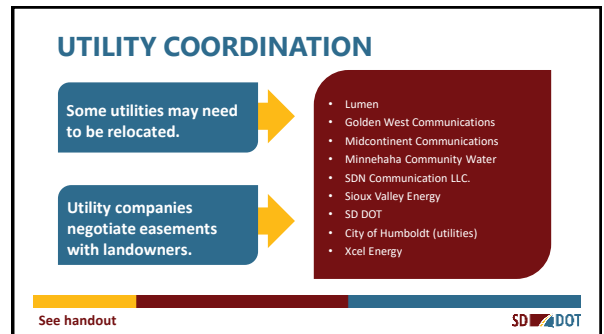 UTILITY COORDINATION
Some utilities may need
to be relocated.
Utility companies
negotiate easements
with landowners.
• Lumen
• Golden West Communications
• Midcontinent Communications
• Minnehaha Community Water
• SDN Communication LLC.
• Sioux Valley Energy
• SD DOT
• City of Humboldt (utilities)
• Xcel Energy
See handout
SD DOT